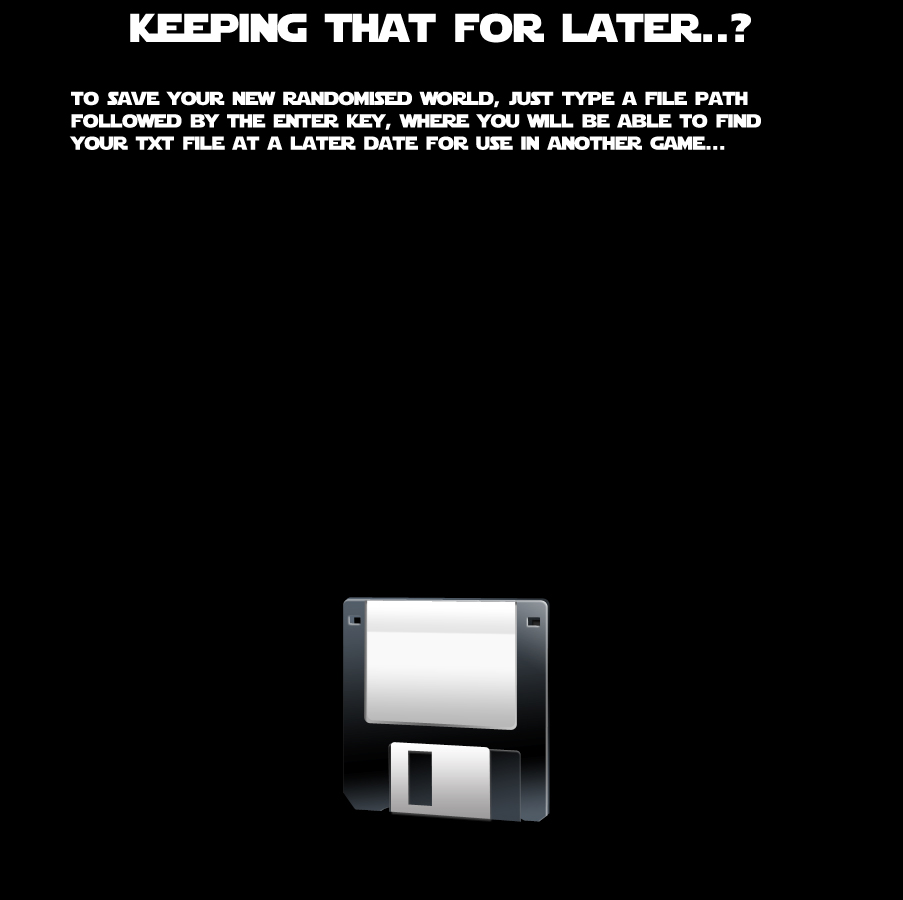 KEEPING THAT FOR LATER..?
TO SAVE YOUR NEW RANDOMISED WORLD, JUST TYPE A FILE PATH
FOLLOWED BY THE ENTER KEY, WHERE YOU WILL BE ABLE TO FIND
YOUR TXT FILE AT A LATER DATE FOR USE IN ANOTHER GAME...